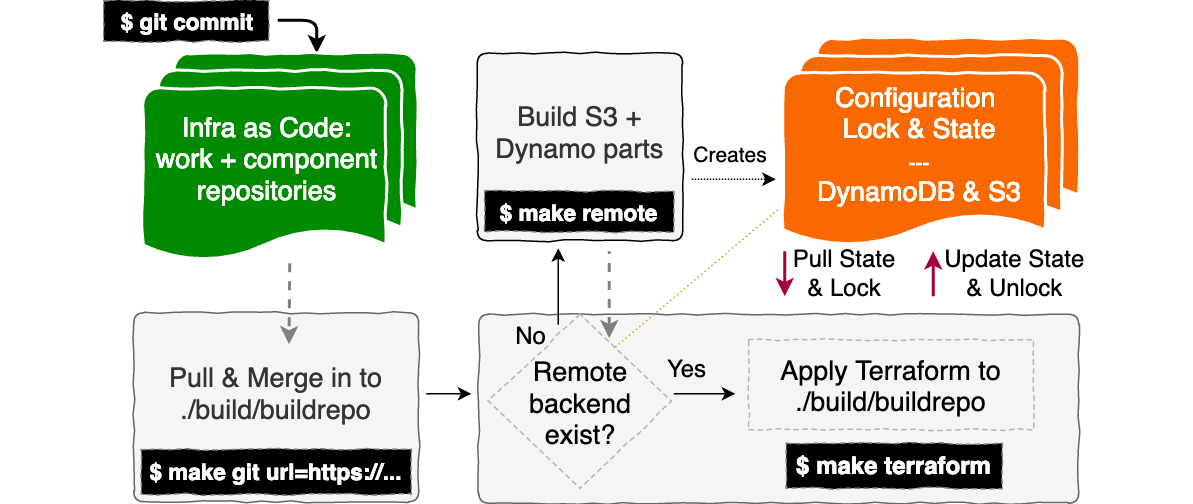 $ git commit
Infra as Code:
work + component
repositories
Build S3 +
Dynamo parts
$ make remote
Creates
Configuration
Lock & State
---
DynamoDB & S3
Pull State
& Lock
Update State
& Unlock
Pull & Merge in to
./build/buildrepo
$ make git url=https://...
No
Remote
backend
exist?
Yes
Apply Terraform to
./build/buildrepo
$ make terraform